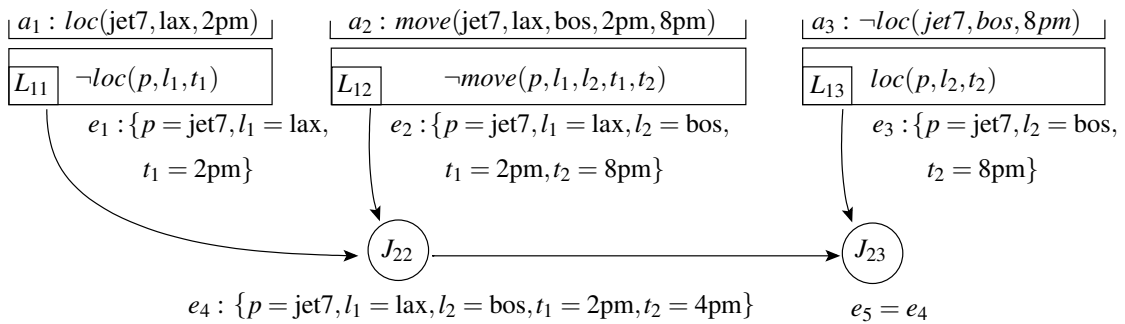 a₁ : loc(jet7, lax, 2pm) a₂ : move(jet7, lax, bos, 2pm, 8pm) a₃ : ¬loc(jet7, bos, 8pm)
L₁₁ ¬loc(p, l₁, t₁) L₁₂ ¬move(p, l₁, l₂, t₁, t₂) L₁₃ loc(p, l₂, t₂)
e₁ : {p = jet7, l₁ = lax, e₂ : {p = jet7, l₁ = lax, l₂ = bos, e₃ : {p = jet7, l₂ = bos,
t₁ = 2pm} t₁ = 2pm, t₂ = 8pm} t₂ = 8pm}
J₂₂ J₂₃
e₄ : {p = jet7, l₁ = lax, l₂ = bos, t₁ = 2pm, t₂ = 4pm} e₅ = e₄